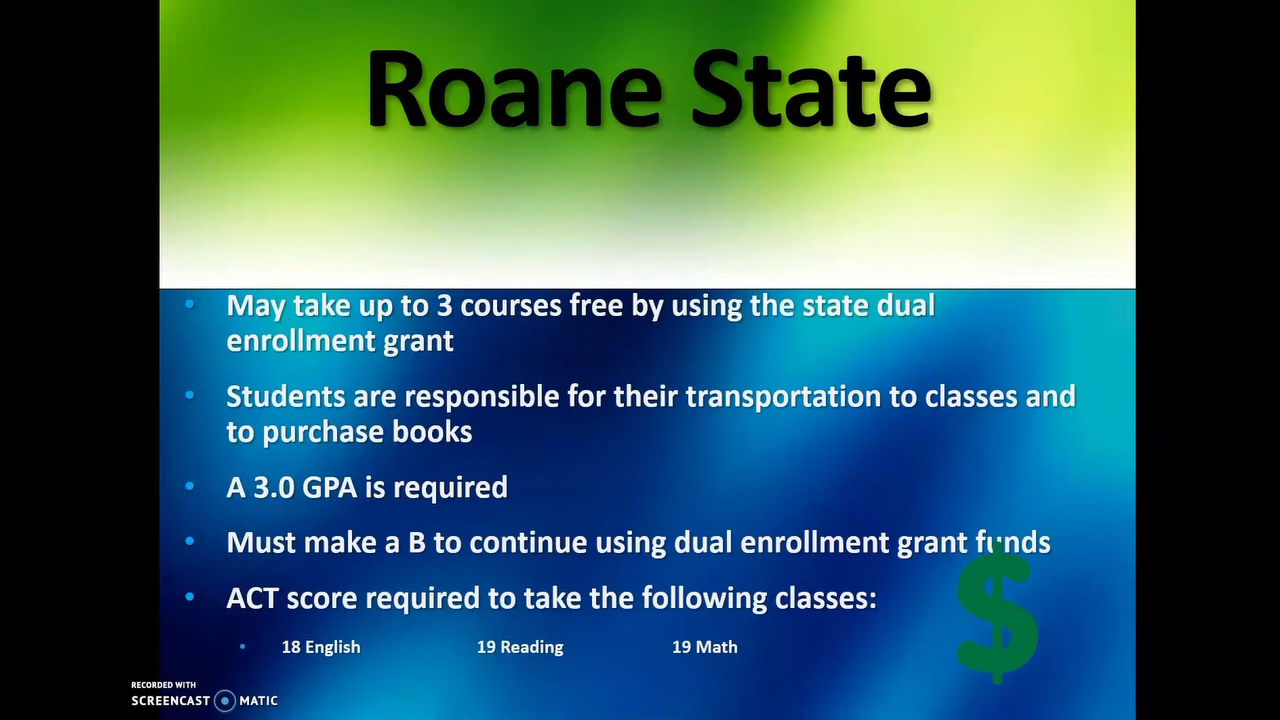 Roane State
• May take up to 3 courses free by using the state dual
enrollment grant
• Students are responsible for their transportation to classes and
to purchase books
• A 3.0 GPA is required
• Must make a B to continue using dual enrollment grant funds
• ACT score required to take the following classes:
• 18 English 19 Reading 19 Math
$
RECORDED WITH
SCREENCAST MATIC